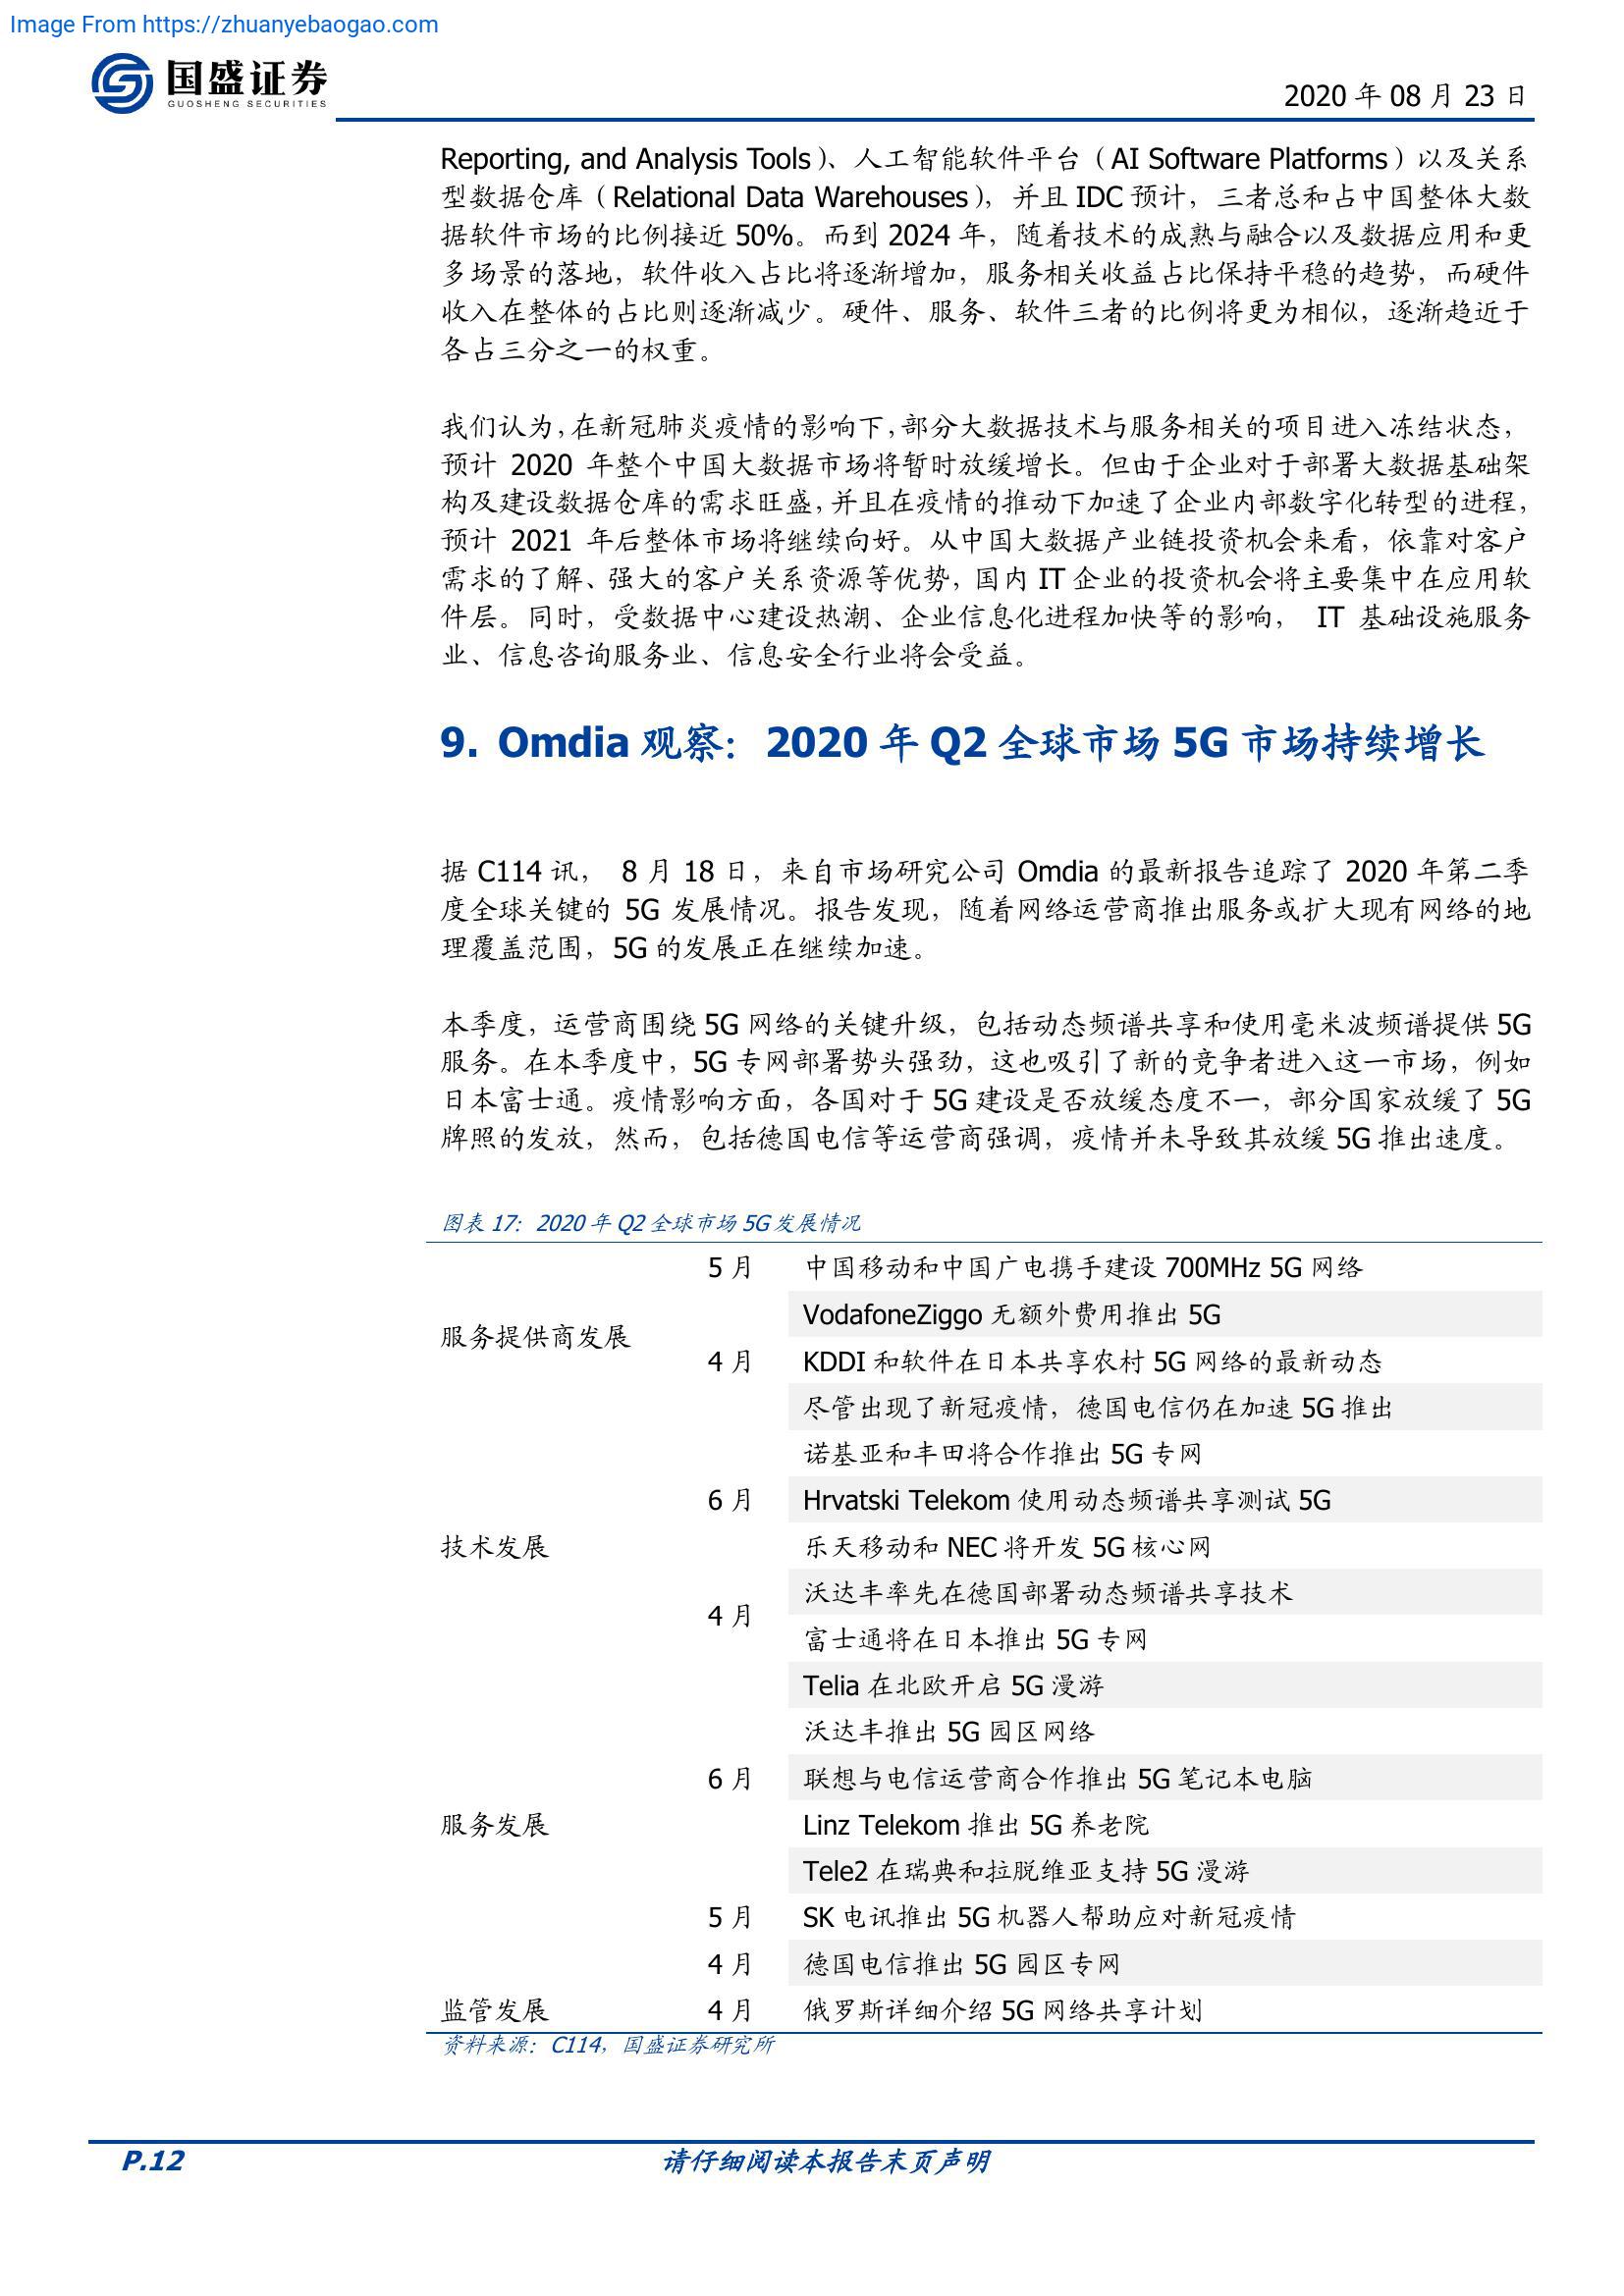 Image From https://zhuanyebaogao.com
国盛证券
GUOSHENG SECURITIES
2020 年 08 月 23 日
Reporting, and Analysis Tools）、人工智能软件平台（AI Software Platforms）以及关系
型数据仓库（Relational Data Warehouses），并且 IDC 预计，三者总和占中国整体大数
据软件市场的比例接近 50%。而到 2024 年，随着技术的成熟与融合以及数据应用和更
多场景的落地，软件收入占比将逐渐增加，服务相关收益占比保持平稳的趋势，而硬件
收入在整体的占比则逐渐减少。硬件、服务、软件三者的比例将更为相似，逐渐趋近于
各占三分之一的权重。
我们认为，在新冠肺炎疫情的影响下，部分大数据技术与服务相关的项目进入冻结状态，
预计 2020 年整个中国大数据市场将暂时放缓增长。但由于企业对于部署大数据基础架
构及建设数据仓库的需求旺盛，并且在疫情的推动下加速了企业内部数字化转型的进程，
预计 2021 年后整体市场将继续向好。从中国大数据产业链投资机会来看，依靠对客户
需求的了解、强大的客户关系资源等优势，国内 IT 企业的投资机会将主要集中在应用软
件层。同时，受数据中心建设热潮、企业信息化进程加快等的影响， IT 基础设施服务
业、信息咨询服务业、信息安全行业将会受益。
9. Omdia 观察：2020 年 Q2 全球市场 5G 市场持续增长
据 C114 讯， 8 月 18 日，来自市场研究公司 Omdia 的最新报告追踪了 2020 年第二季
度全球关键的 5G 发展情况。报告发现，随着网络运营商推出服务或扩大现有网络的地
理覆盖范围，5G 的发展正在继续加速。
本季度，运营商围绕 5G 网络的关键升级，包括动态频谱共享和使用毫米波频谱提供 5G
服务。在本季度中，5G 专网部署势头强劲，这也吸引了新的竞争者进入这一市场，例如
日本富士通。疫情影响方面，各国对于 5G 建设是否放缓态度不一，部分国家放缓了 5G
牌照的发放，然而，包括德国电信等运营商强调，疫情并未导致其放缓 5G 推出速度。
图表 17：2020 年 Q2 全球市场 5G 发展情况
5 月 中国移动和中国广电携手建设 700MHz 5G 网络
VodafoneZiggo 无额外费用推出 5G
服务提供商发展
4 月 KDDI 和软件在日本共享农村 5G 网络的最新动态
尽管出现了新冠疫情，德国电信仍在加速 5G 推出
诺基亚和丰田将合作推出 5G 专网
6 月 Hrvatski Telekom 使用动态频谱共享测试 5G
技术发展 乐天移动和 NEC 将开发 5G 核心网
沃达丰率先在德国部署动态频谱共享技术
4 月
富士通将在日本推出 5G 专网
Telia 在北欧开启 5G 漫游
沃达丰推出 5G 园区网络
6 月 联想与电信运营商合作推出 5G 笔记本电脑
服务发展 Linz Telekom 推出 5G 养老院
Tele2 在瑞典和拉脱维亚支持 5G 漫游
5 月 SK 电讯推出 5G 机器人帮助应对新冠疫情
4 月 德国电信推出 5G 园区专网
监管发展 4 月 俄罗斯详细介绍 5G 网络共享计划
资料来源：C114，国盛证券研究所
P.12 请仔细阅读本报告末页声明